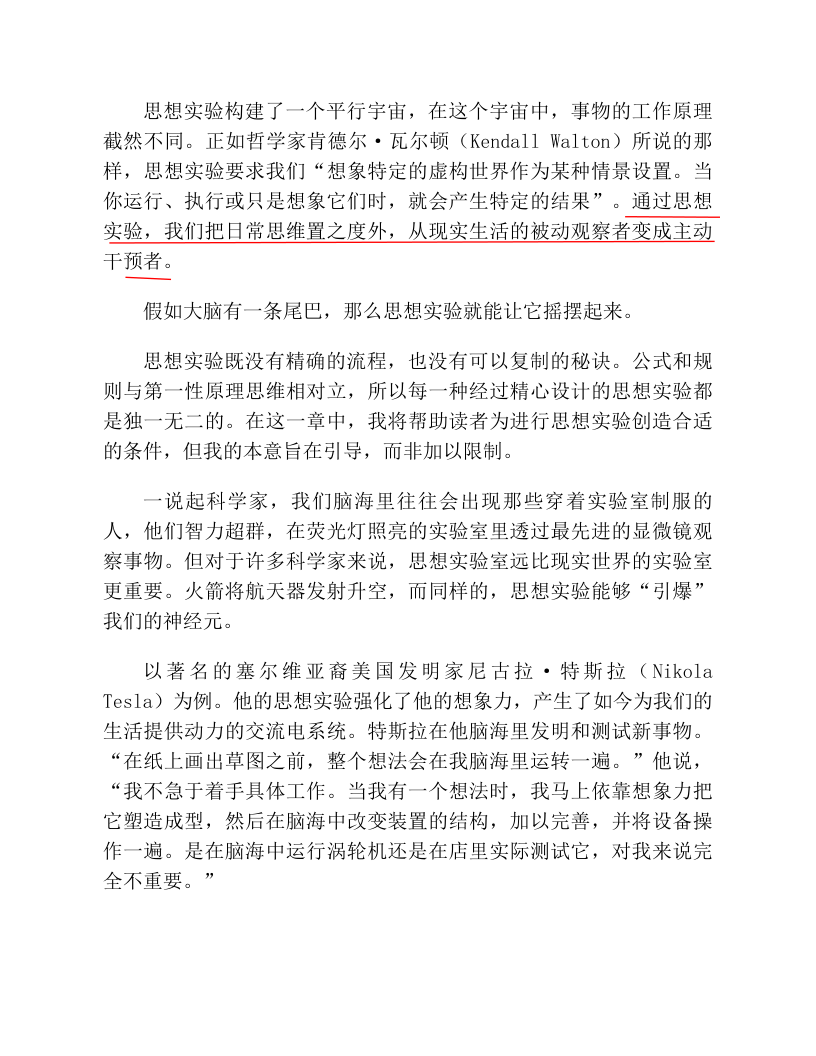 思想实验构建了一个平行宇宙，在这个宇宙中，事物的工作原理
截然不同。正如哲学家肯德尔·瓦尔顿（Kendall Walton）所说的那
样，思想实验要求我们“想象特定的虚构世界作为某种情景设置。当
你运行、执行或只是想象它们时，就会产生特定的结果”。通过思想
实验，我们把日常思维置之度外，从现实生活的被动观察者变成主动
干预者。
假如大脑有一条尾巴，那么思想实验就能让它摇摆起来。
思想实验既没有精确的流程，也没有可以复制的秘诀。公式和规
则与第一性原理思维相对立，所以每一种经过精心设计的思想实验都
是独一无二的。在这一章中，我将帮助读者为进行思想实验创造合适
的条件，但我的本意旨在引导，而非加以限制。
一说起科学家，我们脑海里往往会出现那些穿着实验室制服的
人，他们智力超群，在荧光灯照亮的实验室里透过最先进的显微镜观
察事物。但对于许多科学家来说，思想实验室远比现实世界的实验室
更重要。火箭将航天器发射升空，而同样的，思想实验能够“引爆”
我们的神经元。
以著名的塞尔维亚裔美国发明家尼古拉·特斯拉（Nikola
Tesla）为例。他的思想实验强化了他的想象力，产生了如今为我们的
生活提供动力的交流电系统。特斯拉在他脑海里发明和测试新事物。
“在纸上画出草图之前，整个想法会在我脑海里运转一遍。”他说，
“我不急于着手具体工作。当我有一个想法时，我马上依靠想象力把
它塑造成型，然后在脑海中改变装置的结构，加以完善，并将设备操
作一遍。是在脑海中运行涡轮机还是在店里实际测试它，对我来说完
全不重要。”